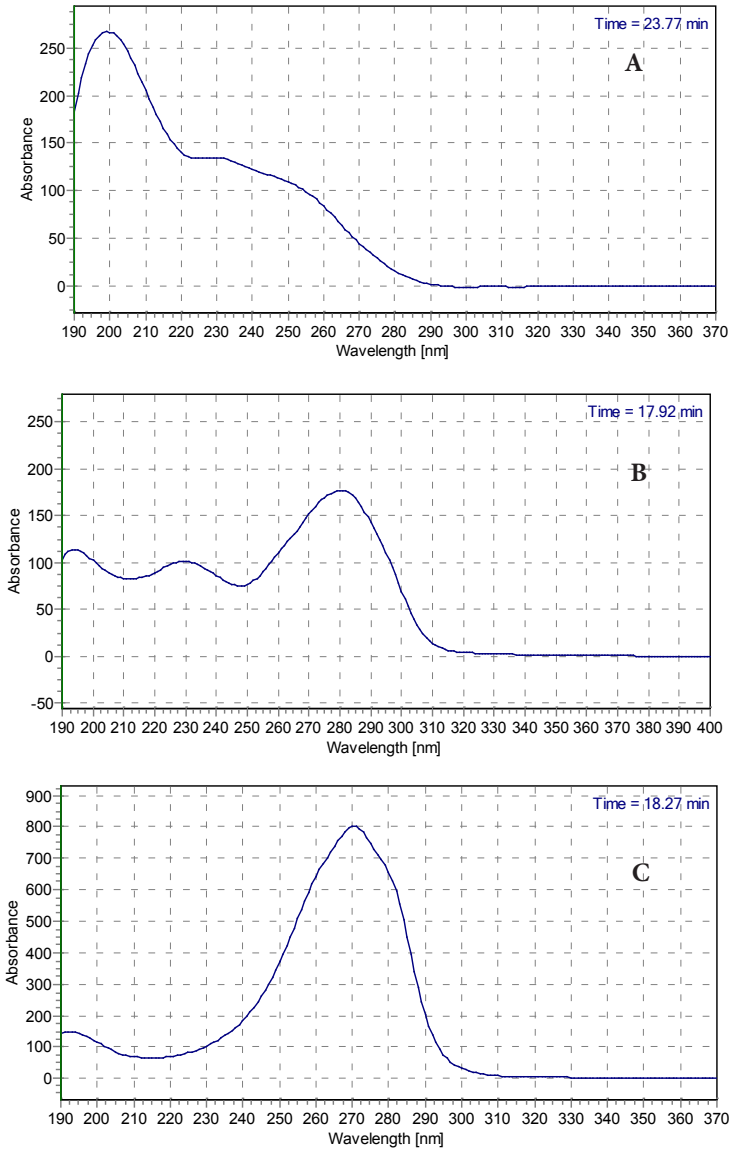 Time = 23.77 min
A
Absorbance
250
200
150
100
50
0
190 200 210 220 230 240 250 260 270 280 290 300 310 320 330 340 350 360 370
Wavelength [nm]
Time = 17.92 min
B
Absorbance
250
200
150
100
50
0
-50
190 200 210 220 230 240 250 260 270 280 290 300 310 320 330 340 350 360 370 380 390 400
Wavelength [nm]
Time = 18.27 min
C
Absorbance
900
800
700
600
500
400
300
200
100
0
190 200 210 220 230 240 250 260 270 280 290 300 310 320 330 340 350 360 370
Wavelength [nm]